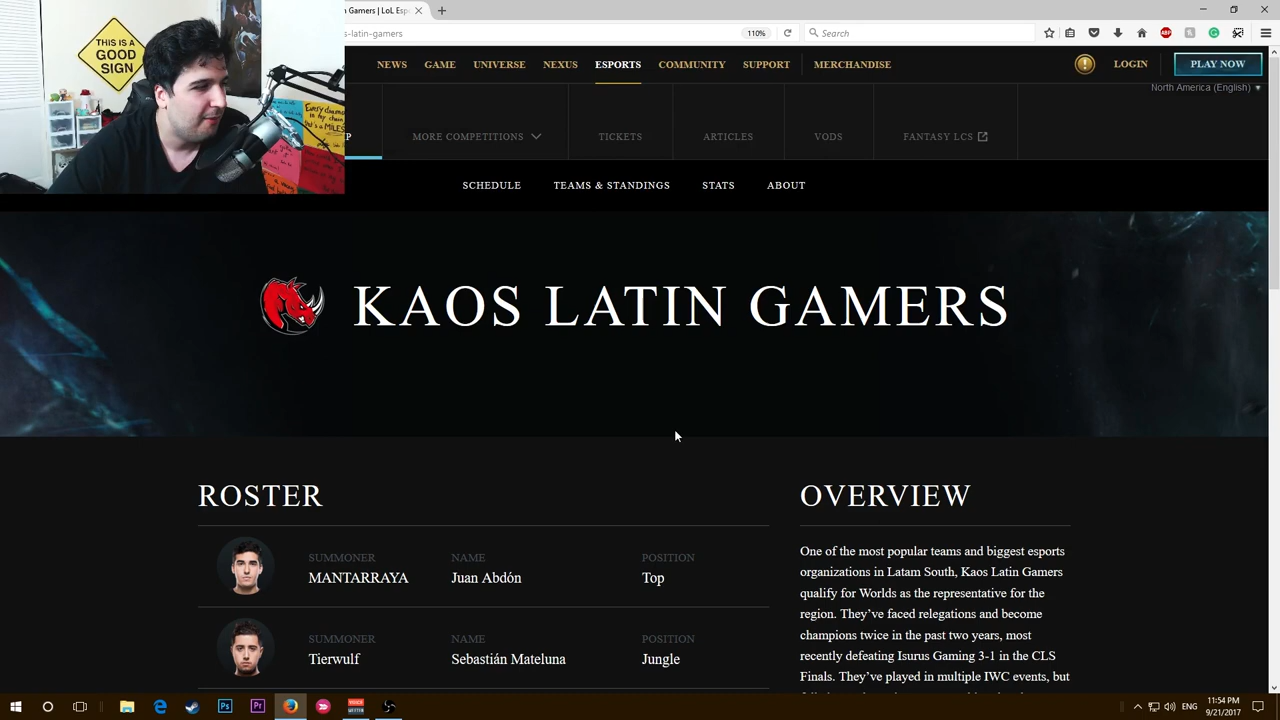 THIS IS A
GOOD
SIGN
n Gamers | LoL Esp
s-latin-gamers
110%
Search
NEWS GAME UNIVERSE NEXUS ESPORTS COMMUNITY SUPPORT MERCHANDISE
LOGIN
PLAY NOW
North America (English)
MORE COMPETITIONS TICKETS ARTICLES VODS FANTASY LCS
SCHEDULE TEAMS & STANDINGS STATS ABOUT
KAOS LATIN GAMERS
ROSTER
SUMMONER NAME POSITION
MANTARRAYA Juan Abdón Top
SUMMONER NAME POSITION
Tierwulf Sebastián Mateluna Jungle
OVERVIEW
One of the most popular teams and biggest esports
organizations in Latam South, Kaos Latin Gamers
qualify for Worlds as the representative for the
region. They've faced relegations and become
champions twice in the past two years, most
recently defeating Isurus Gaming 3-1 in the CLS
Finals. They've played in multiple IWC events, but
ENG
11:54 PM
9/21/2017